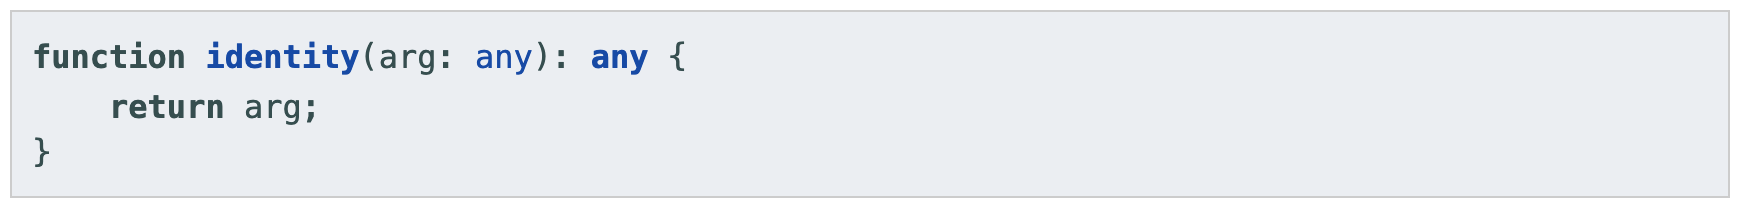 function identity(arg: any): any {
    return arg;
}